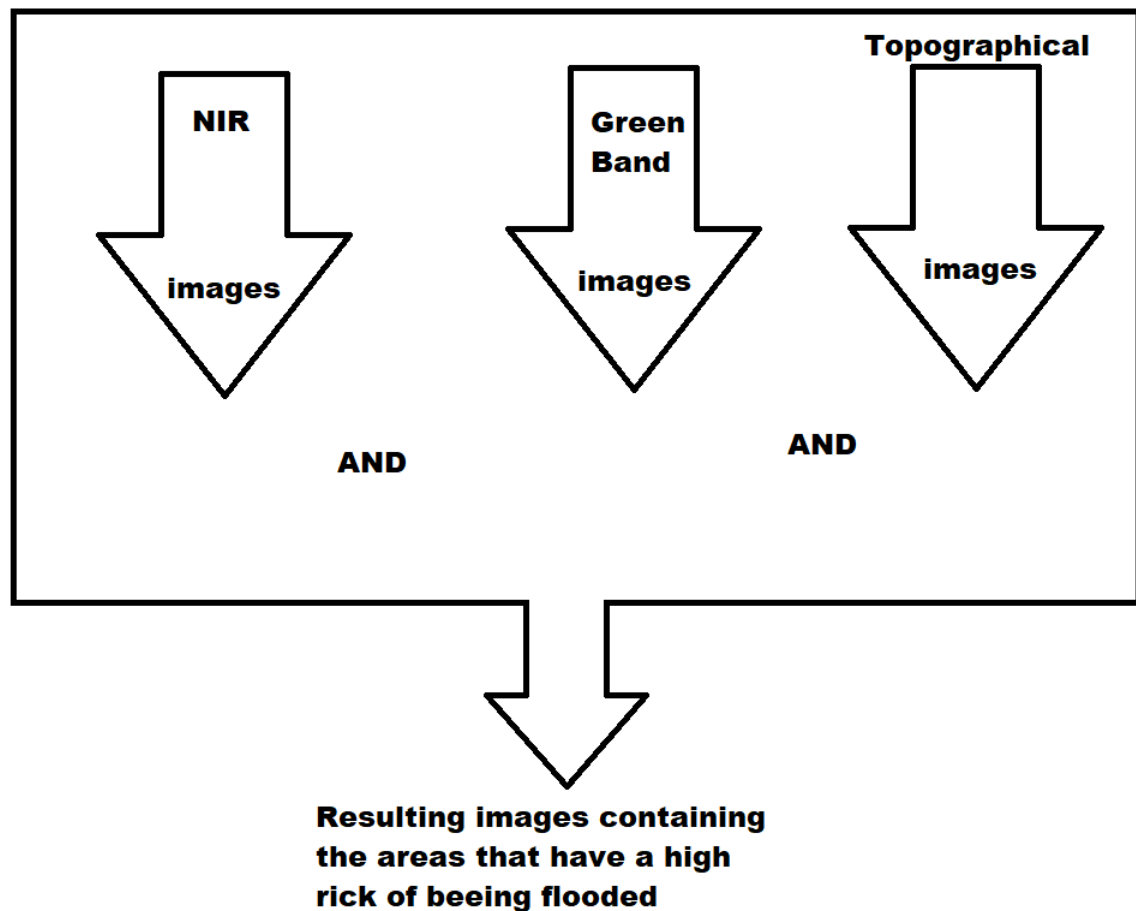 Topographical
NIR
Green
Band
images
images
images
AND
AND
Resulting images containing
the areas that have a high
rick of beeing flooded